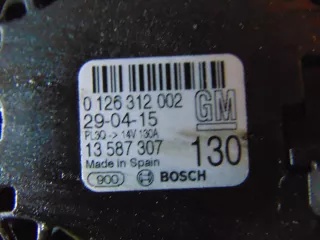 0 126 312 002
GM
29-04-15
PL3Q -> 14V 130A
13 587 307
130
Made in Spain
900 BOSCH